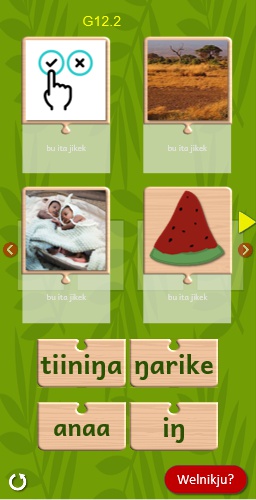 G12.2
bu ita jikek
bu ita jikek
bu ita jikek
bu ita jikek
tiiniŋa
ŋarike
anaa
iŋ
Welnikju?